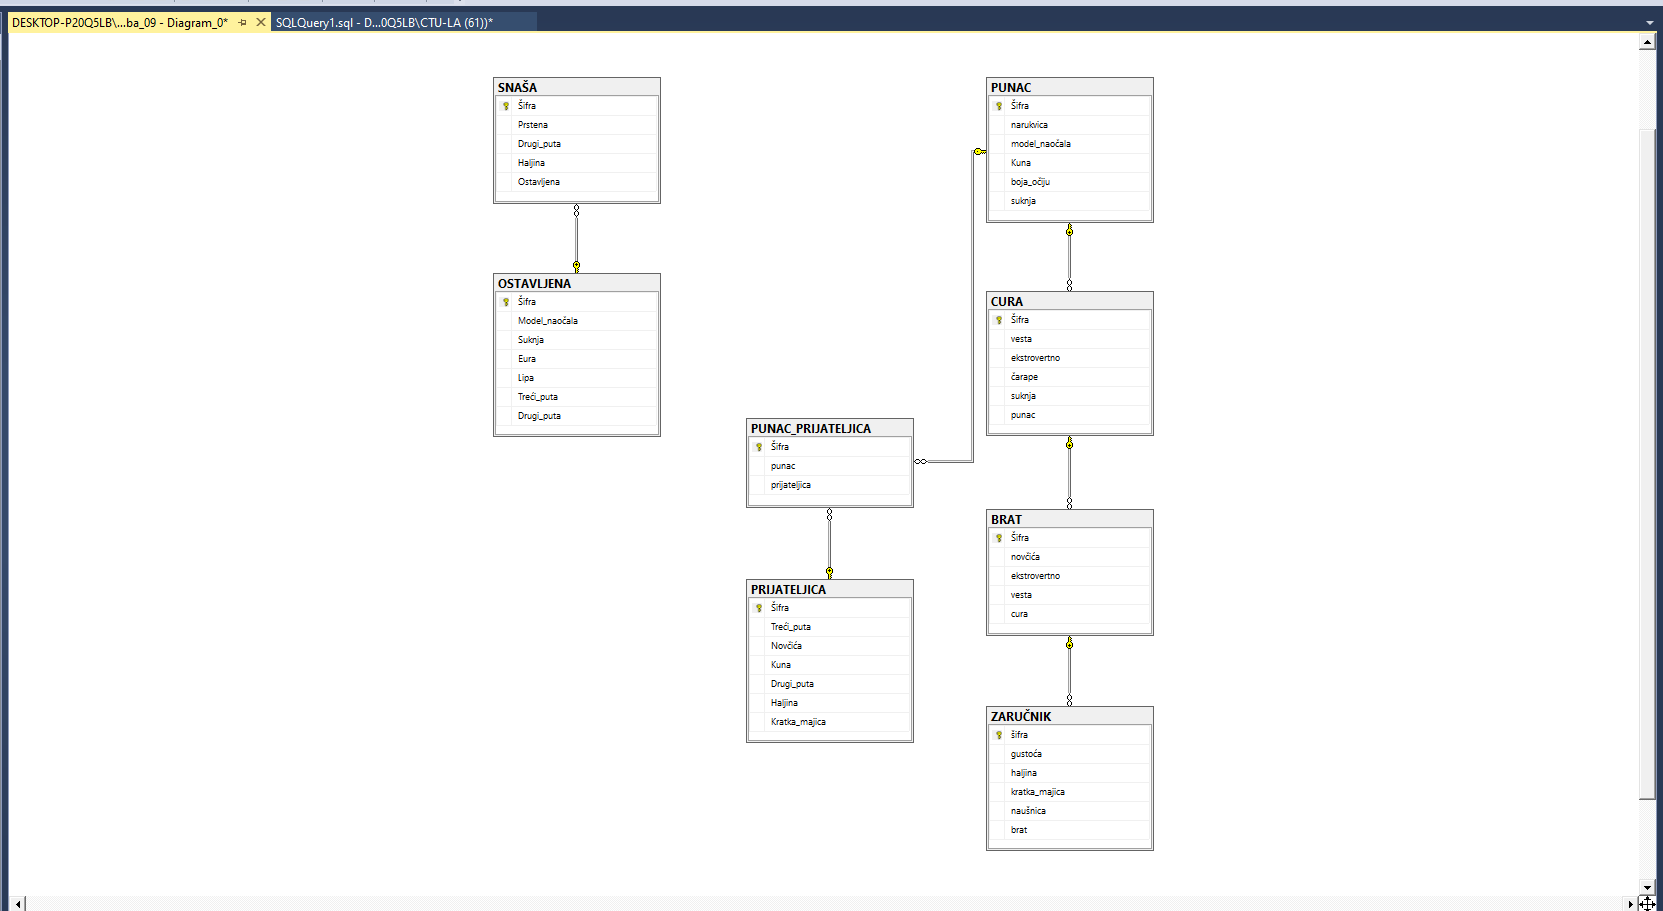 DESKTOP-P20Q5LB\...ba_09 - Diagram_0*
SQLQuery1.sql - D...0Q5LB\CTU-LA (61))*
SNAŠA
Šifra
Prstena
Drugi_puta
Haljina
Ostavljena
OSTAVLJENA
Šifra
Model_naočala
Suknja
Eura
Lipa
Treći_puta
Drugi_puta
PUNAC_PRIJATELJICA
Šifra
punac
prijateljica
PRIJATELJICA
Šifra
Treći_puta
Novčića
Kuna
Drugi_puta
Haljina
Kratka_majica
PUNAC
Šifra
narukvica
model_naočala
Kuna
boja_očiju
suknja
CURA
Šifra
vesta
ekstrovertno
čarape
suknja
punac
BRAT
Šifra
novčića
ekstrovertno
vesta
cura
ZARUČNIK
šifra
gustoća
haljina
kratka_majica
naušnica
brat